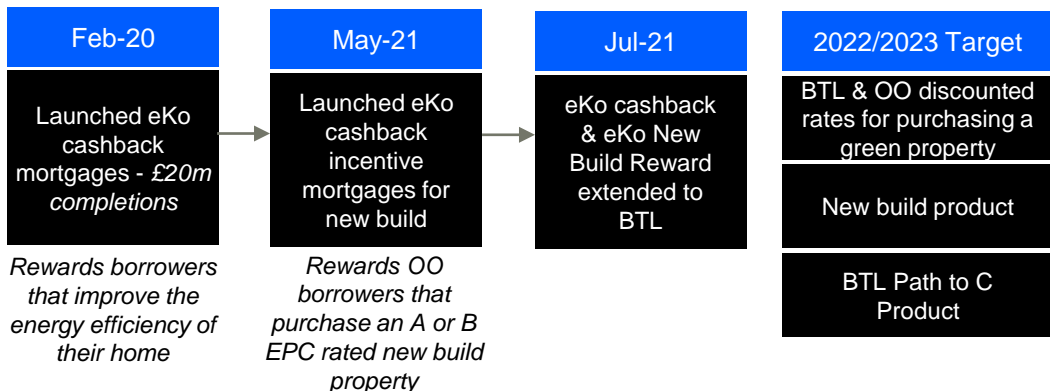 Feb-20
Launched eKo
cashback
mortgages - £20m
completions
Rewards borrowers
that improve the
energy efficiency of
their home
May-21
Launched eKo
cashback
incentive
mortgages for
new build
Rewards OO
borrowers that
purchase an A or B
EPC rated new build
property
Jul-21
eKo cashback
& eKo New
Build Reward
extended to
BTL
2022/2023 Target
BTL & OO discounted
rates for purchasing a
green property
New build product
BTL Path to C
Product